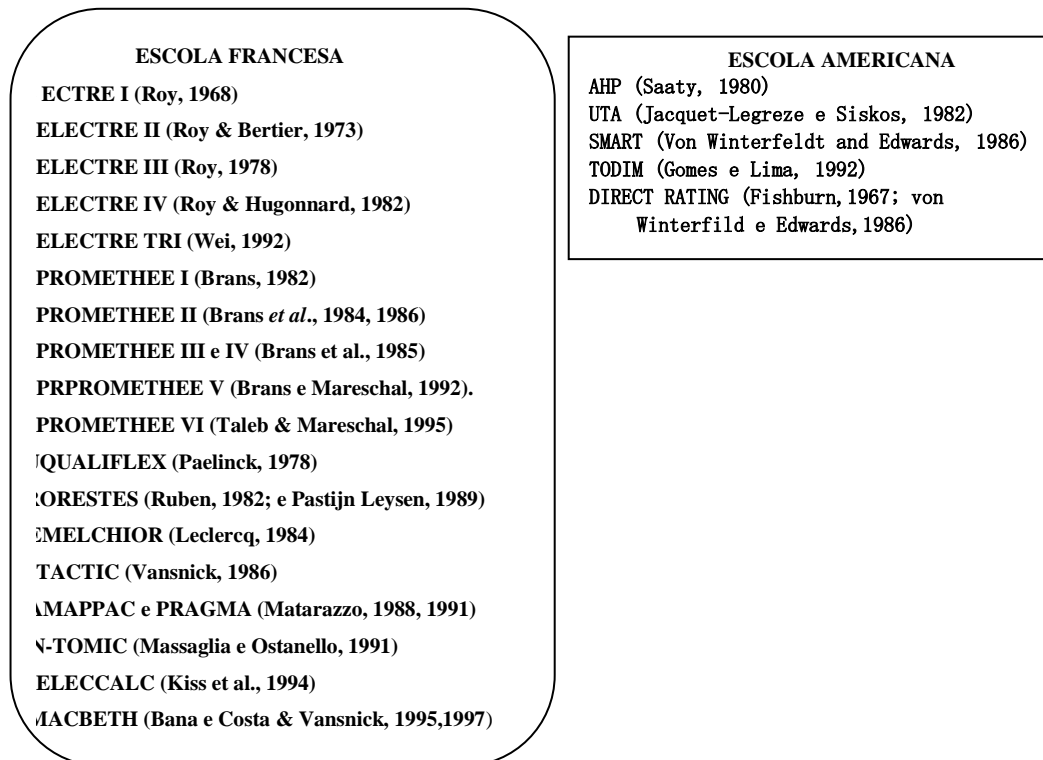 ESCOLA FRANCESA
ECTRE I (Roy, 1968)
ELECTRE II (Roy & Bertier, 1973)
ELECTRE III (Roy, 1978)
ELECTRE IV (Roy & Hugonnard, 1982)
ELECTRE TRI (Wei, 1992)
PROMETHEE I (Brans, 1982)
PROMETHEE II (Brans et al., 1984, 1986)
PROMETHEE III e IV (Brans et al., 1985)
PRPROMETHEE V (Brans e Mareschal, 1992).
PROMETHEE VI (Taleb & Mareschal, 1995)
QUALIFLEX (Paelinck, 1978)
RORESTES (Ruben, 1982; e Pastijn Leysen, 1989)
EMELCHIOR (Leclercq, 1984)
TACTIC (Vansnick, 1986)
AMAPPAC e PRAGMA (Matarazzo, 1988, 1991)
N-TOMIC (Massaglia e Ostanello, 1991)
ELECCALC (Kiss et al., 1994)
MACBETH (Bana e Costa & Vansnick, 1995,1997)
ESCOLA AMERICANA
AHP (Saaty, 1980)
UTA (Jacquet-Legreze e Siskos, 1982)
SMART (Von Winterfeldt and Edwards, 1986)
TODIM (Gomes e Lima, 1992)
DIRECT RATING (Fishburn,1967; von
Winterfild e Edwards,1986)